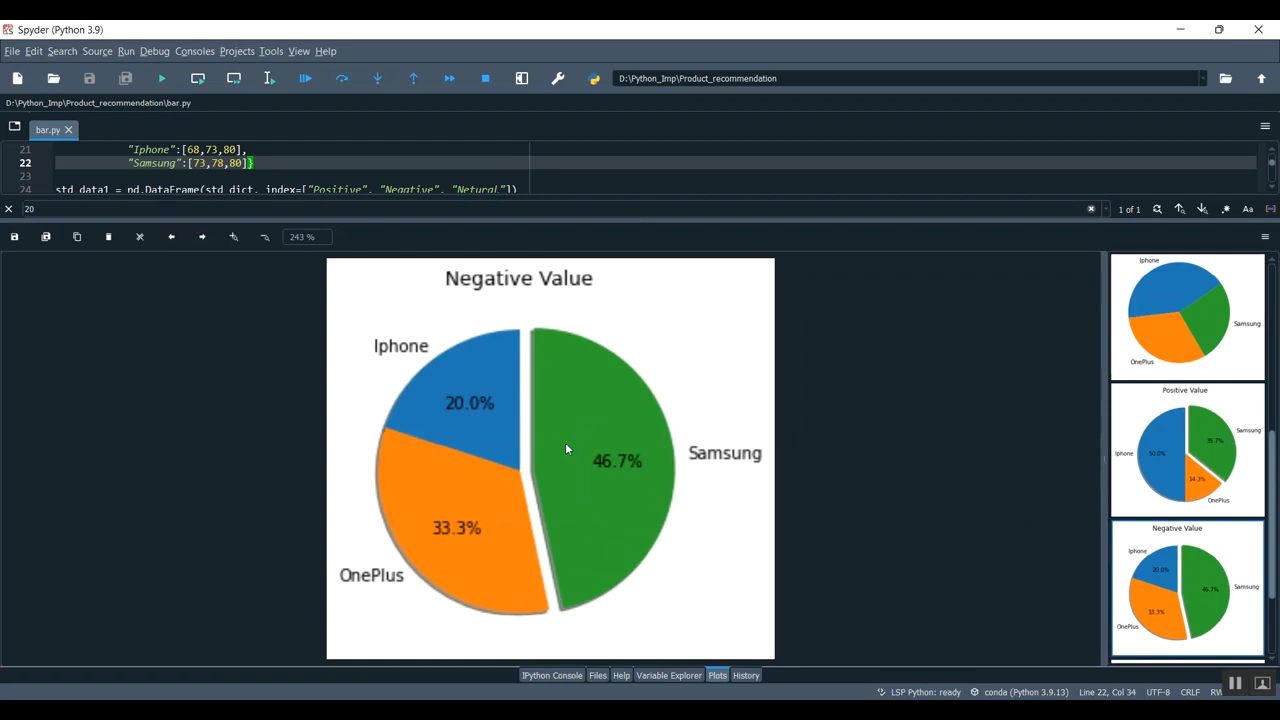 Spyder (Python 3.9)
File Edit Search Source Run Debug Consoles Projects Tools View Help
D:\Python_Imp\Product_recommendation
D:\Python_Imp\Product_recommendation\bar.py
bar.py
21 "Iphone":[68,73,80],
22 "Samsung":[73,78,80]}
23
24 std_data1 = pd.DataFrame(std_dict, index=["Positive", "Negative", "Netural"])
20
1 of 1
Aa
243 %
Negative Value
Iphone
20.0%
46.7%
Samsung
33.3%
OnePlus
Iphone
Samsung
OnePlus
Positive Value
35.7%
Samsung
Iphone
50.0%
14.3%
OnePlus
Negative Value
Iphone
20.0%
46.7%
Samsung
33.3%
OnePlus
IPython Console Files Help Variable Explorer Plots History
LSP Python: ready conda (Python 3.9.13) Line 22, Col 34 UTF-8 CRLF RW